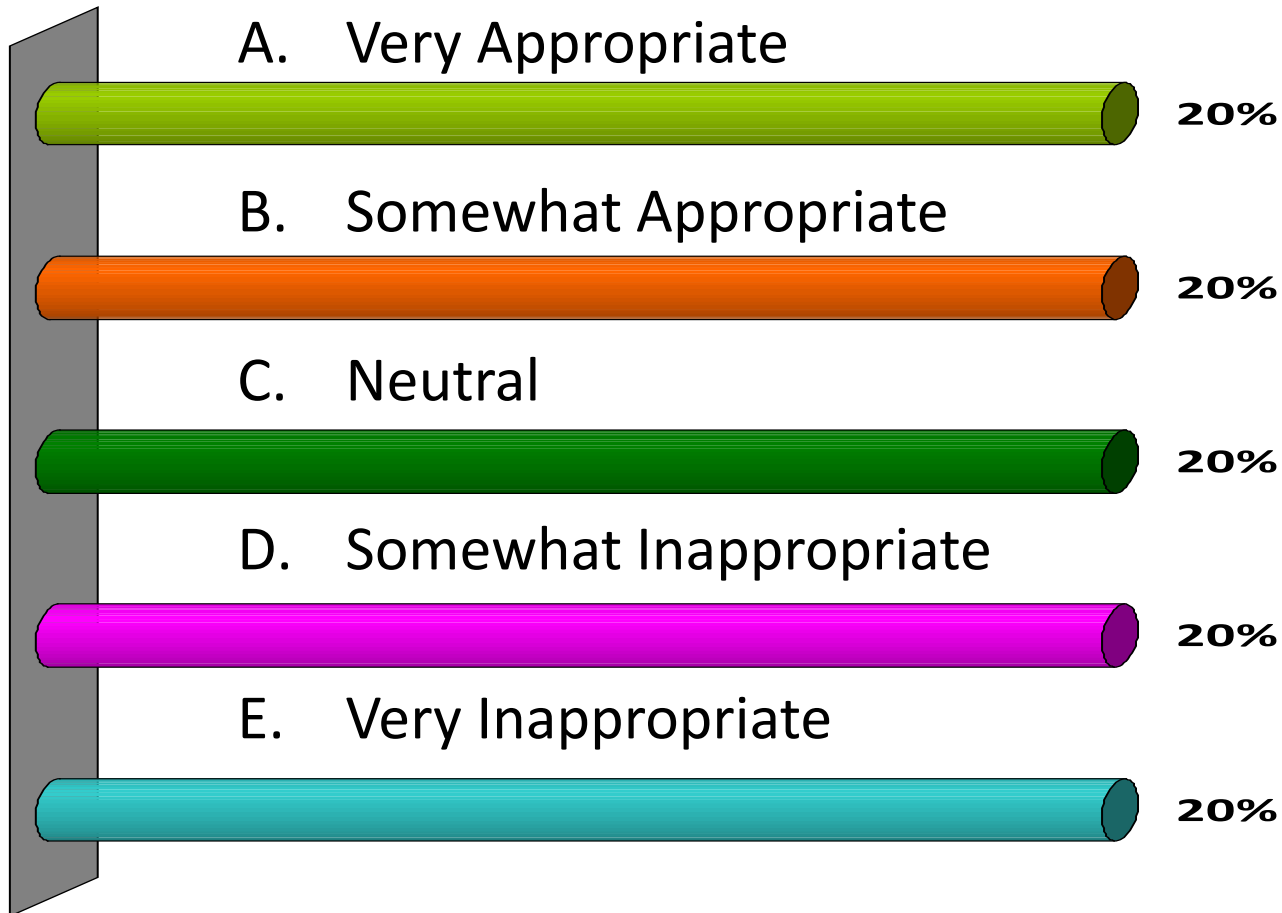 A. Very Appropriate
20%
B. Somewhat Appropriate
20%
C. Neutral
20%
D. Somewhat Inappropriate
20%
E. Very Inappropriate
20%